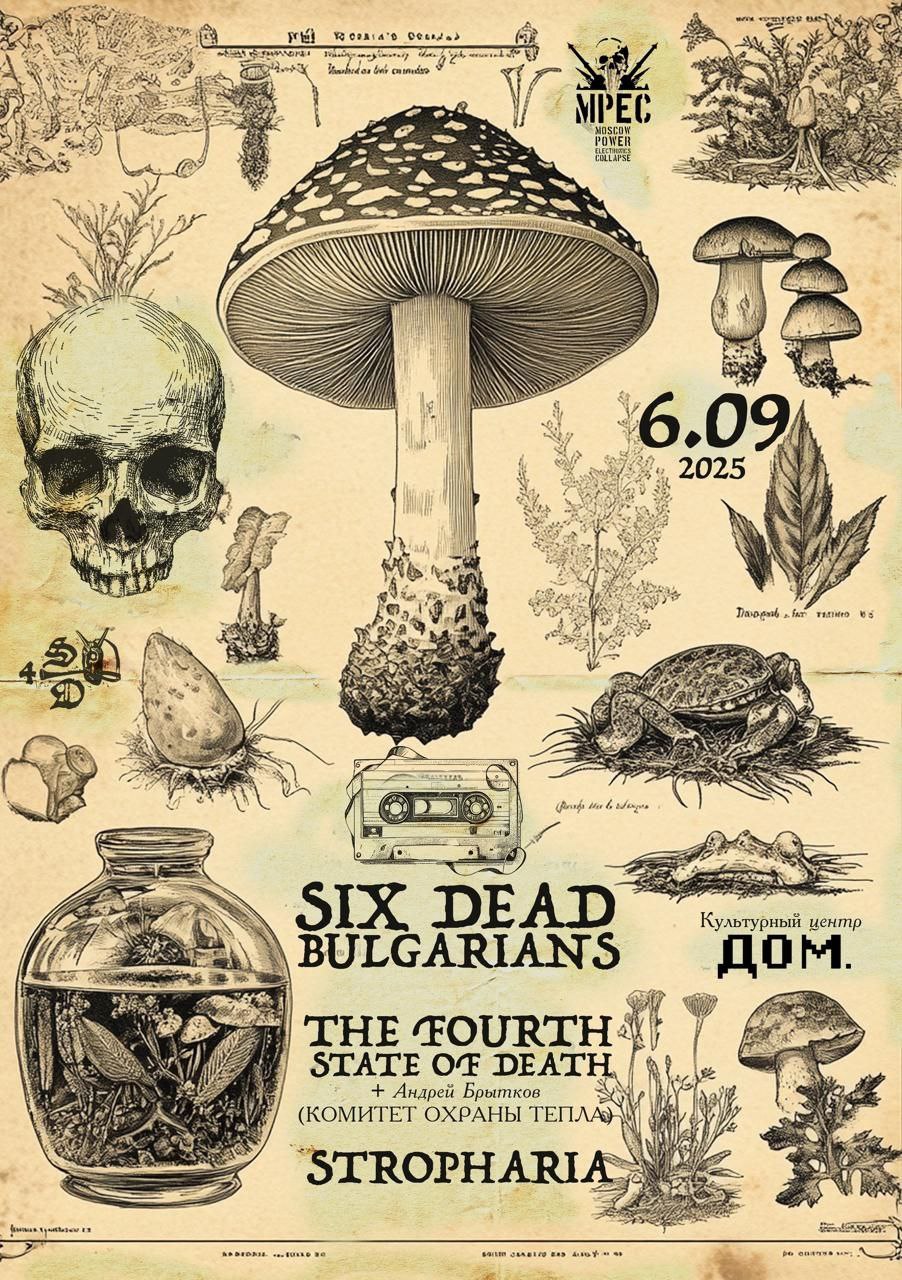 MPEC
MOSCOW
POWER
ELECTRONICS
COLLAPSE
6.09
2025
4
S
D
SIX DEAD
BULGARIANS
Культурный центр
ДОМ.
THE FOURTH
STATE OF DEATH
+ Андрей Брытков
(КОМИТЕТ ОХРАНЫ ТЕПЛА)
STROPHARIA